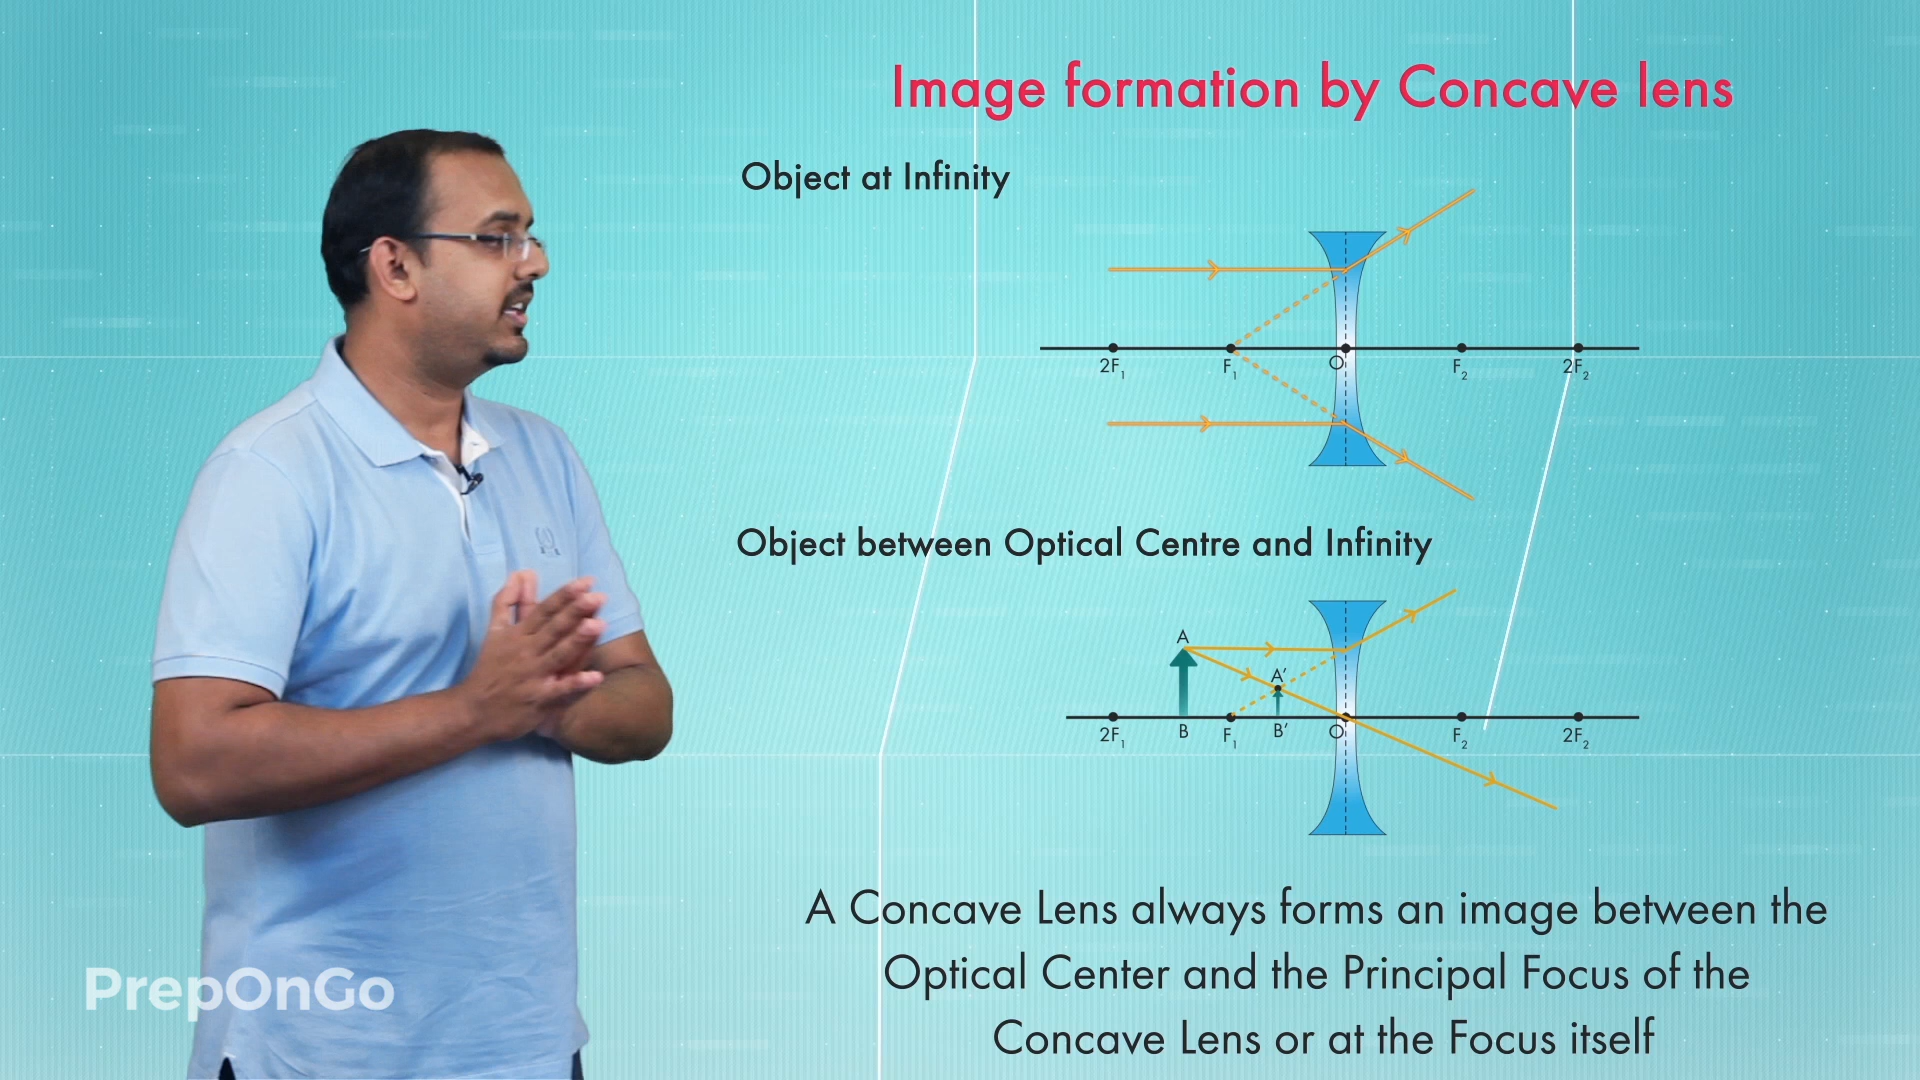 Image formation by Concave lens
Object at Infinity
2F₁ F₁ O F₂ 2F₂
Object between Optical Centre and Infinity
A
A′
2F₁ B F₁ B′ O F₂ 2F₂
A Concave Lens always forms an image between the
Optical Center and the Principal Focus of the
Concave Lens or at the Focus itself
PrepOnGo